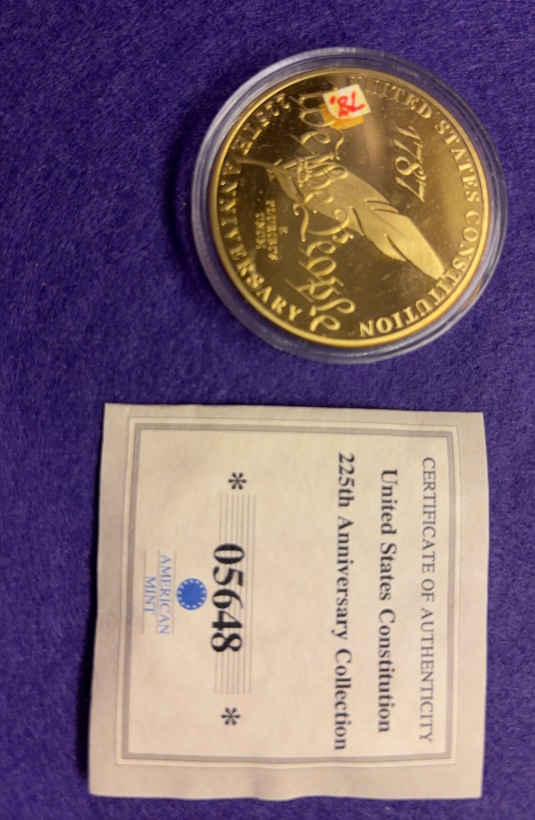 UNITED STATES CONSTITUTION
1787
We the People
225TH ANNIVERSARY
CERTIFICATE OF AUTHENTICITY
United States Constitution
225th Anniversary Collection
* 05648 *
AMERICAN
MINT